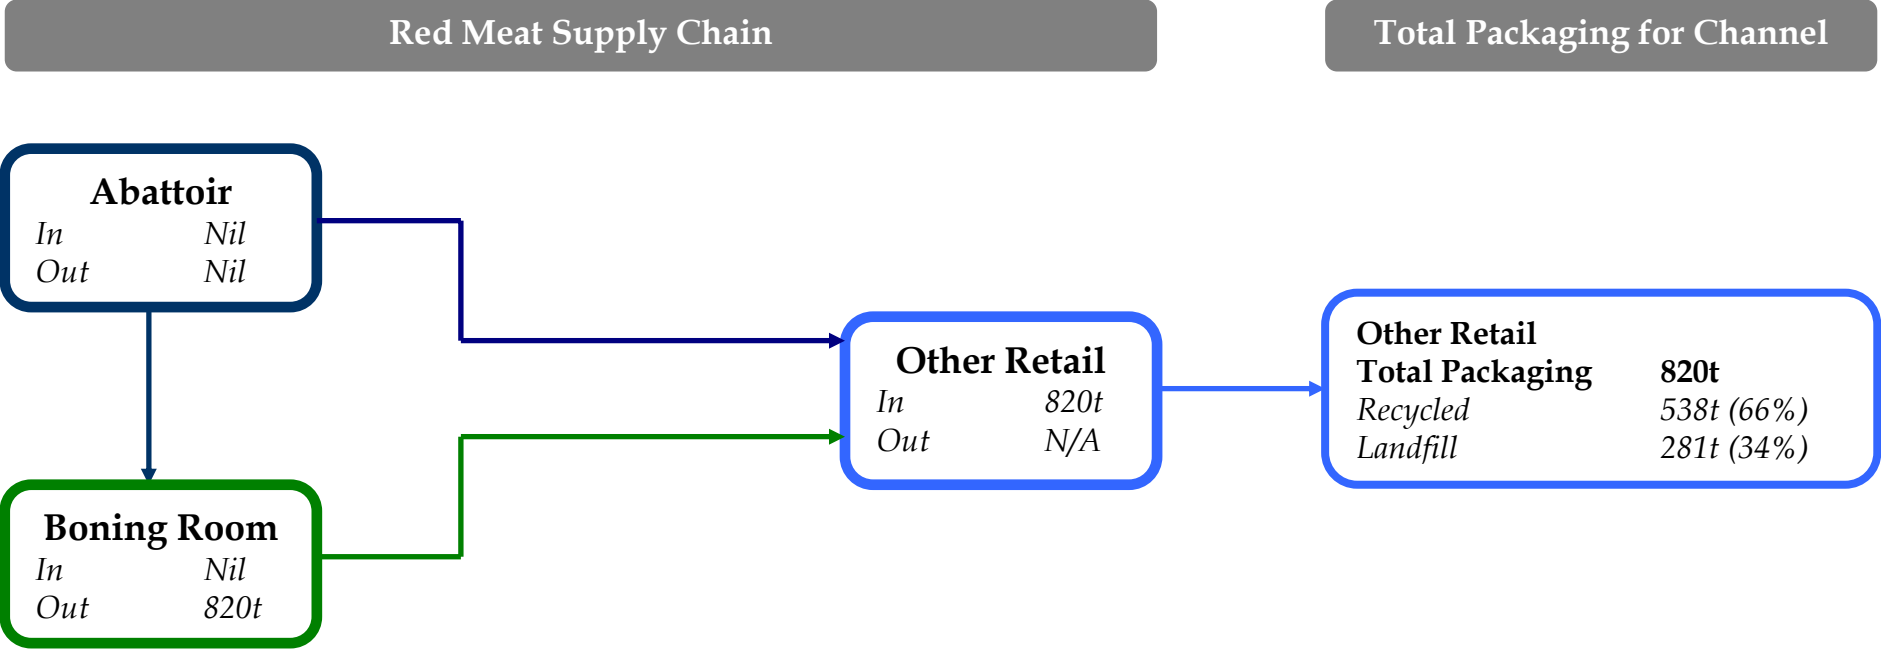 Red Meat Supply Chain
Total Packaging for Channel
Abattoir
In Nil
Out Nil
Boning Room
In Nil
Out 820t
Other Retail
In 820t
Out N/A
Other Retail
Total Packaging 820t
Recycled 538t (66%)
Landfill 281t (34%)